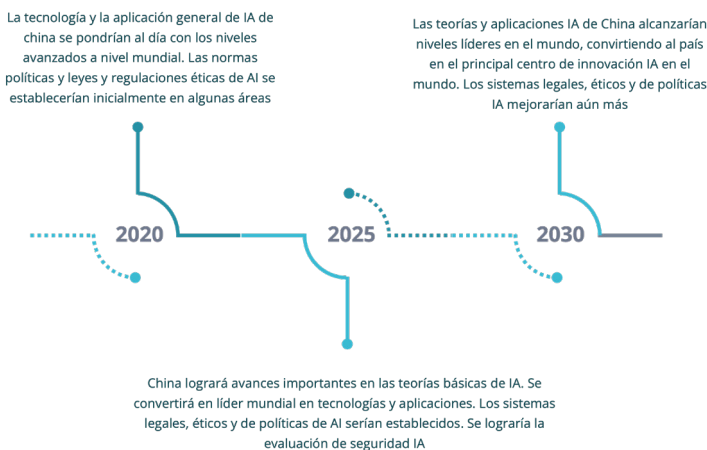 La tecnología y la aplicación general de IA de
china se pondrían al día con los niveles
avanzados a nivel mundial. Las normas
políticas y leyes y regulaciones éticas de AI se
establecerían inicialmente en algunas áreas
Las teorías y aplicaciones IA de China alcanzarían
niveles líderes en el mundo, convirtiendo al país
en el principal centro de innovación IA en el
mundo. Los sistemas legales, éticos y de políticas
IA mejorarían aún más
2020
2025
2030
China logrará avances importantes en las teorías básicas de IA. Se
convertirá en líder mundial en tecnologías y aplicaciones. Los sistemas
legales, éticos y de políticas de AI serían establecidos. Se lograría la
evaluación de seguridad IA